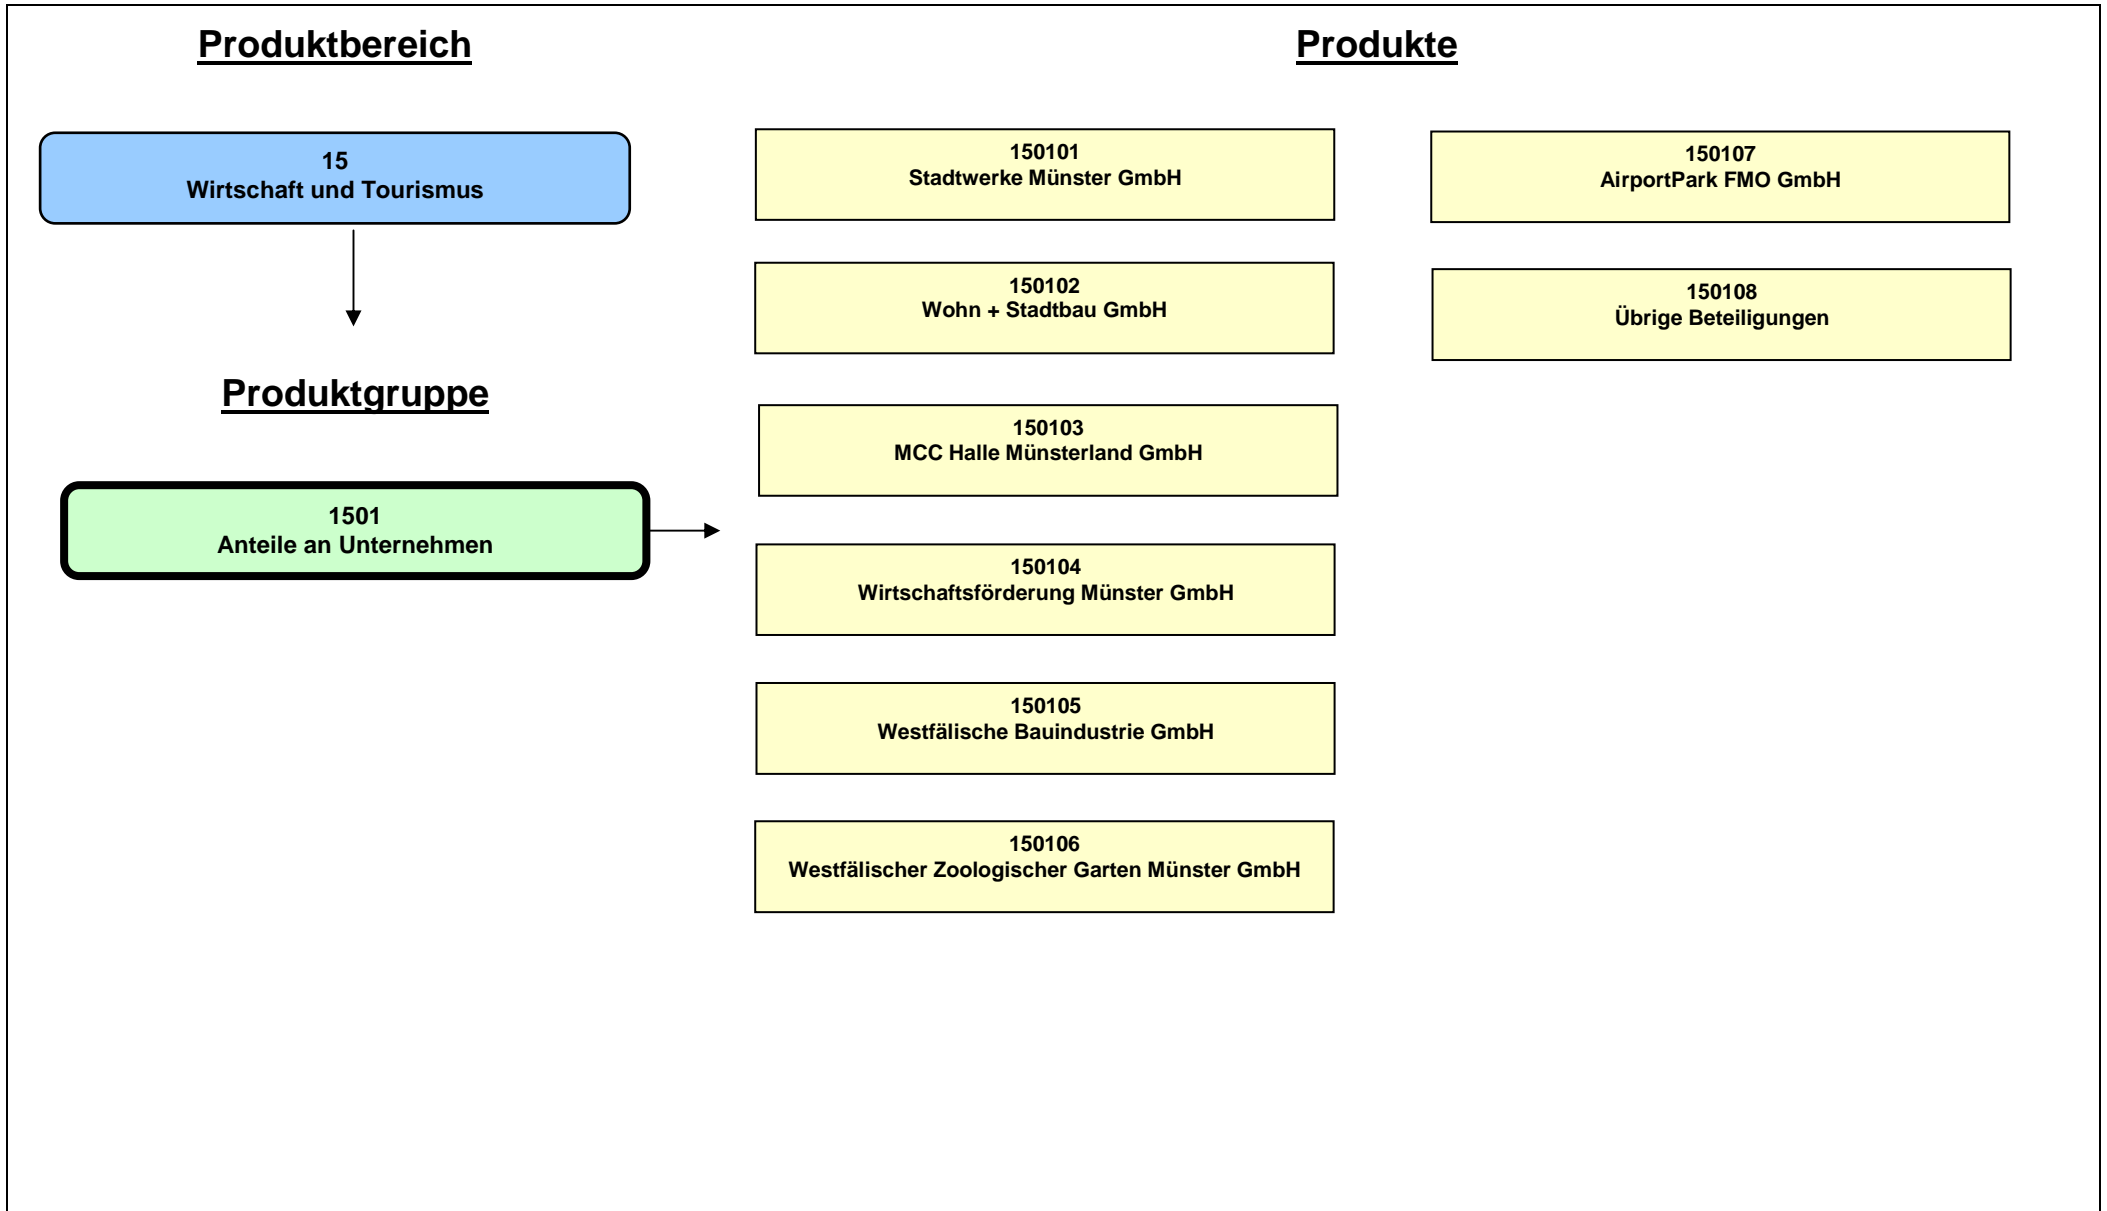 Produktbereich
15
Wirtschaft und Tourismus
Produktgruppe
1501
Anteile an Unternehmen
Produkte
150101
Stadtwerke Münster GmbH
150102
Wohn + Stadtbau GmbH
150103
MCC Halle Münsterland GmbH
150104
Wirtschaftsförderung Münster GmbH
150105
Westfälische Bauindustrie GmbH
150106
Westfälischer Zoologischer Garten Münster GmbH
150107
AirportPark FMO GmbH
150108
Übrige Beteiligungen